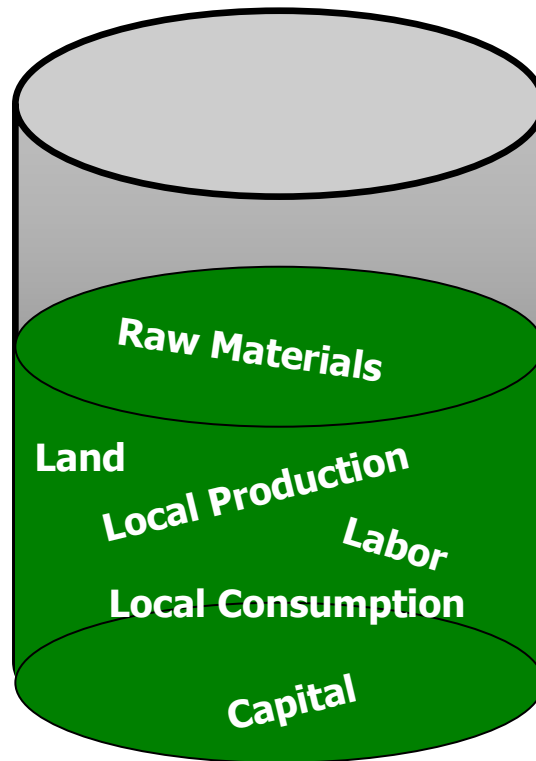 Raw Materials
Land
Local Production
Labor
Local Consumption
Capital